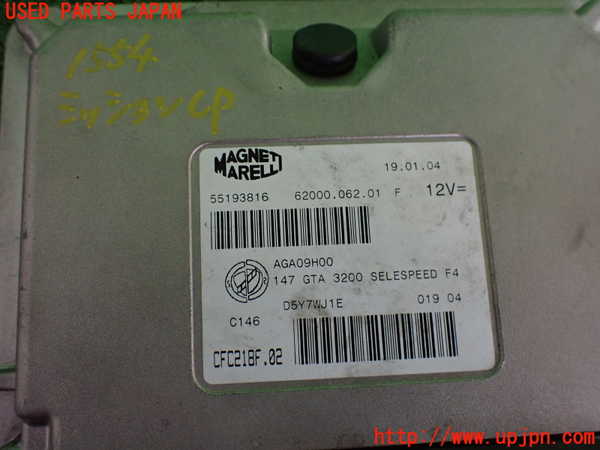 USED PARTS JAPAN
1554
ミッションCP
MAGNETI
MARELLI
19.01.04
55193816 62000.062.01 F 12V=
AGA09H00
147 GTA 3200 SELESPEED F4
D5Y7WJ1E 019 04
C146
CFC218F.02
http://www.upjpn.com/